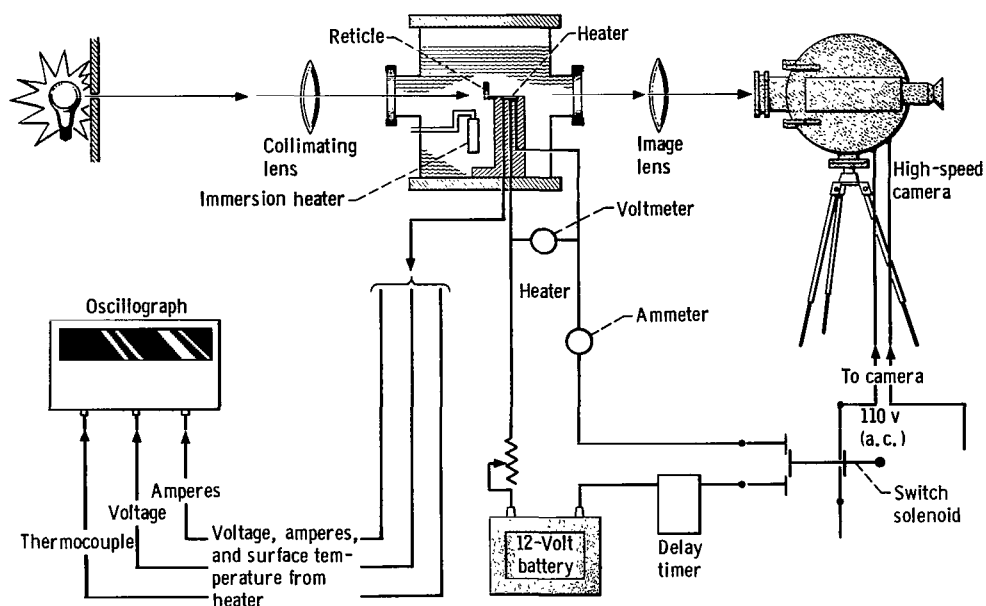 Reticle
Heater
Collimating
lens
Immersion heater
Image
lens
High-speed
camera
Voltmeter
Heater
Ammeter
Oscillograph
To camera
110 v
(a. c.)
Switch
solenoid
Amperes
Voltage
Thermocouple
Voltage, amperes,
and surface tem-
perature from
heater
12-Volt
battery
Delay
timer